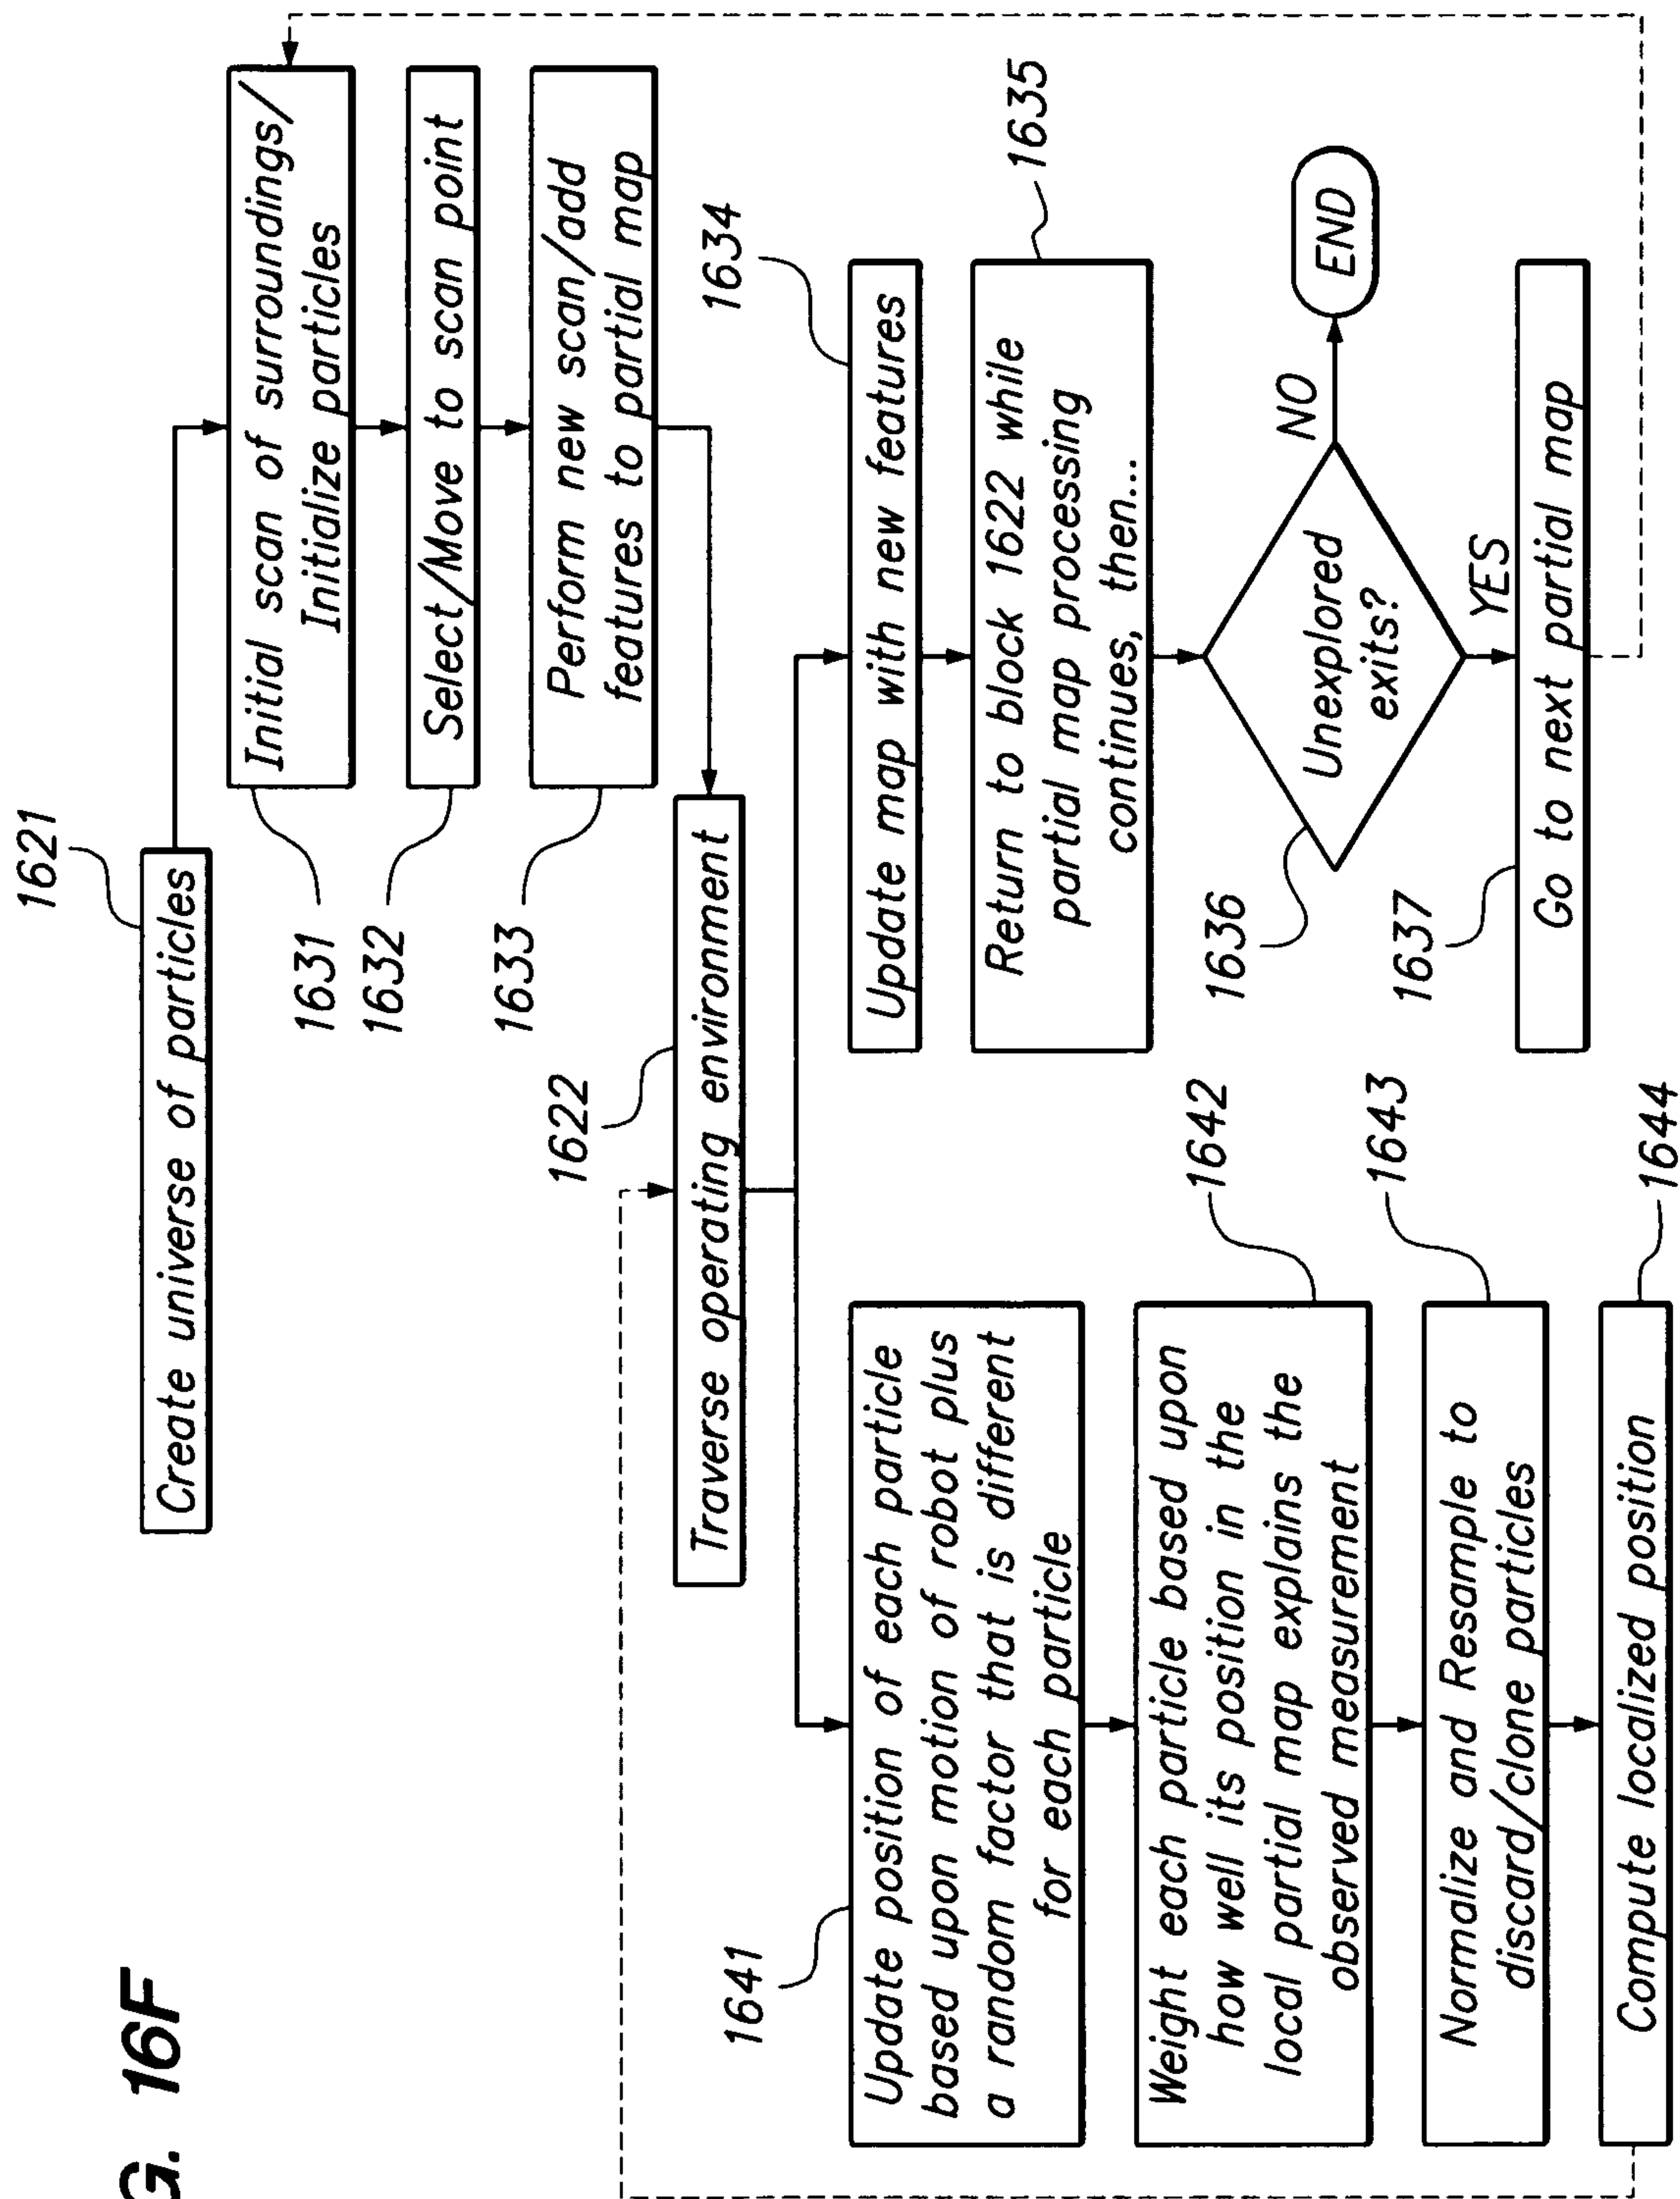 G. 16F
1621
Create universe of particles
Initial scan of surroundings/
Initialize particles
1631
Select/Move to scan point
1632
Perform new scan/add
features to partial map
1633
1622
Traverse operating environment
1641
Update position of each particle
based upon motion of robot plus
a random factor that is different
for each particle
Weight each particle based upon
how well its position in the
local partial map explains the
observed measurement
1642
Normalize and Resample to
discard/clone particles
1643
Compute localized position
1644
1634
Update map with new features
Return to block 1622 while
partial map processing
continues, then...
1635
Unexplored
exits?
1636
NO
END
YES
1637
Go to next partial map